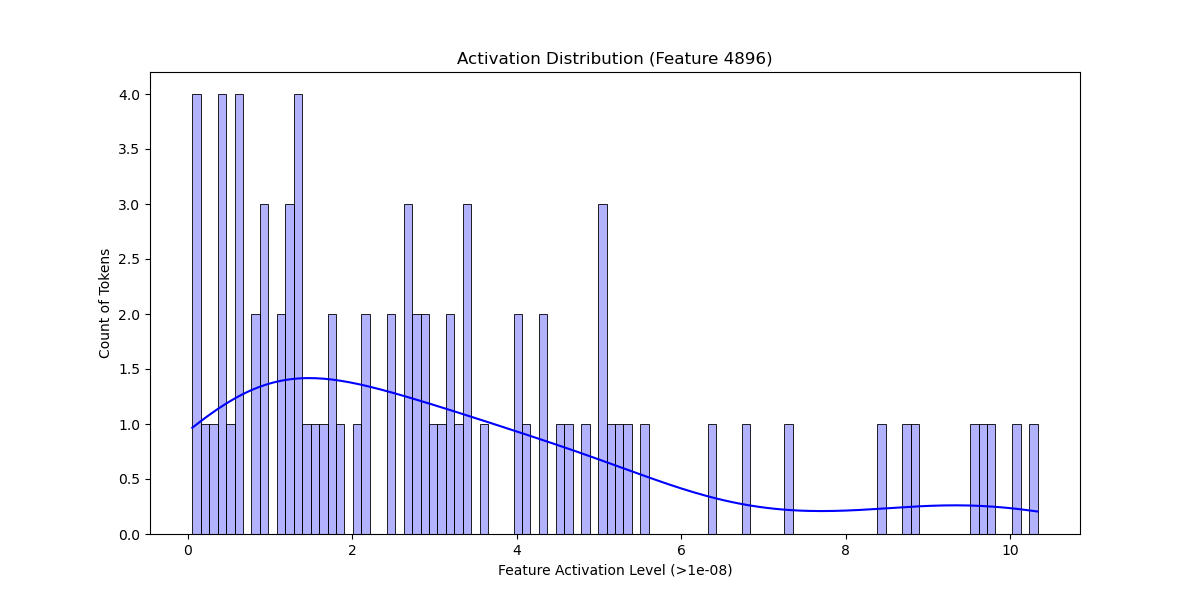 Activation Distribution (Feature 4896)
4.0
3.5
3.0
2.5
2.0
1.5
1.0
0.5
0.0
Count of Tokens
0 2 4 6 8 10
Feature Activation Level (>1e-08)